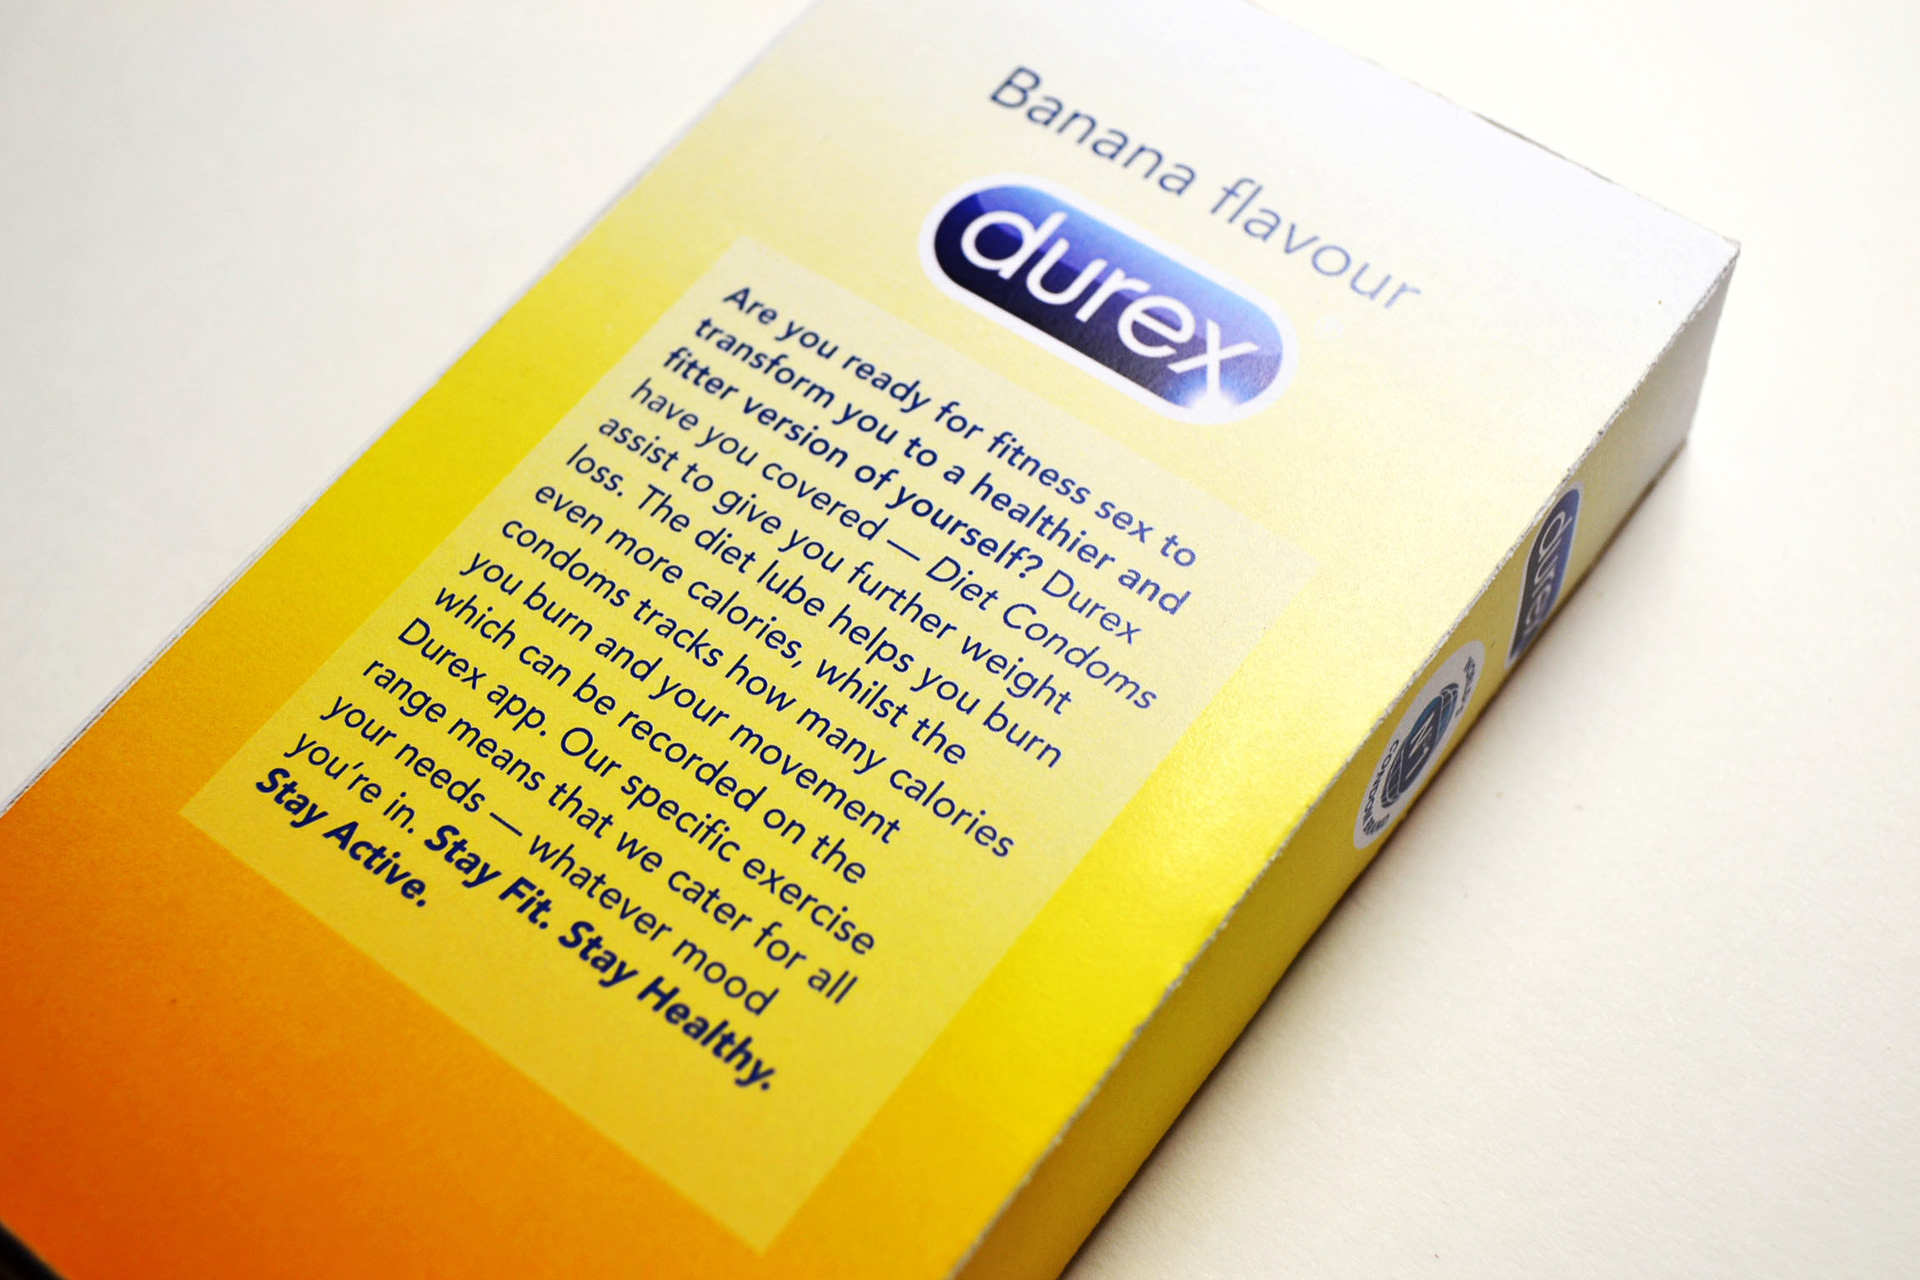 Banana flavour
durex
Are you ready for fitness sex to
transform you to a healthier and
fitter version of yourself? Durex
have you covered — Diet Condoms
assist to give you further weight
loss. The diet lube helps you burn
even more calories, whilst the
condoms tracks how many calories
you burn and your movement
which can be recorded on the
Durex app. Our specific exercise
range means that we cater for all
your needs — whatever mood
you're in. Stay Fit. Stay Healthy.
Stay Active.
durex